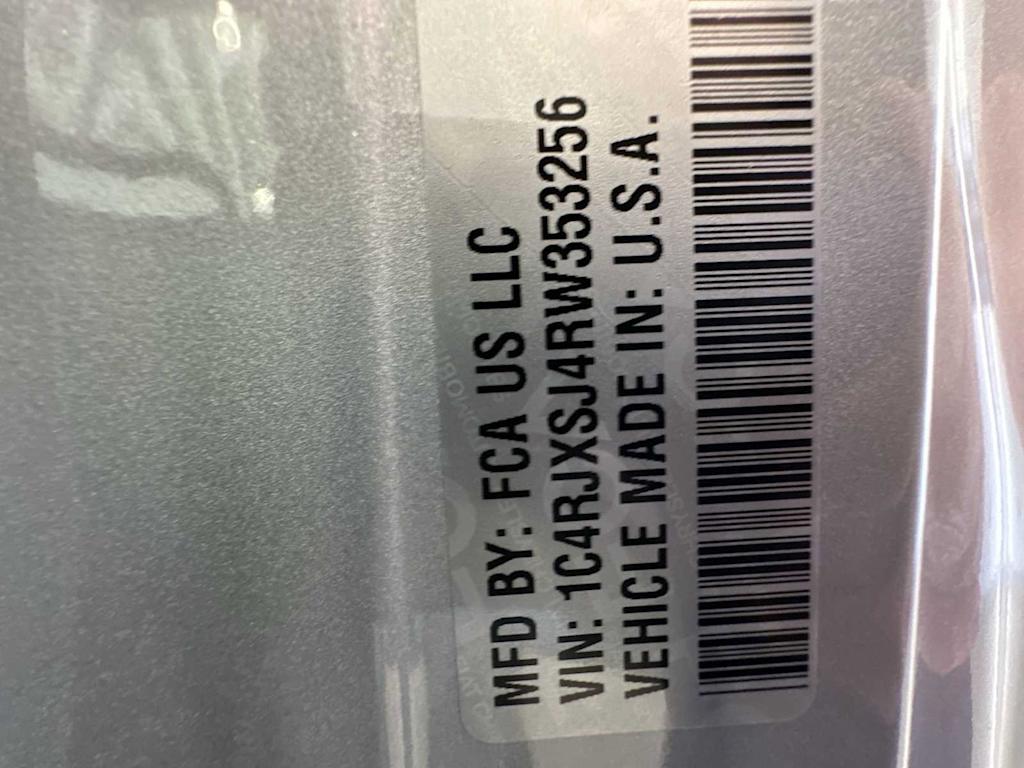 MFD BY: FCA US LLC
VIN: 1C4RJXSJ4RW353256
VEHICLE MADE IN: U.S.A.